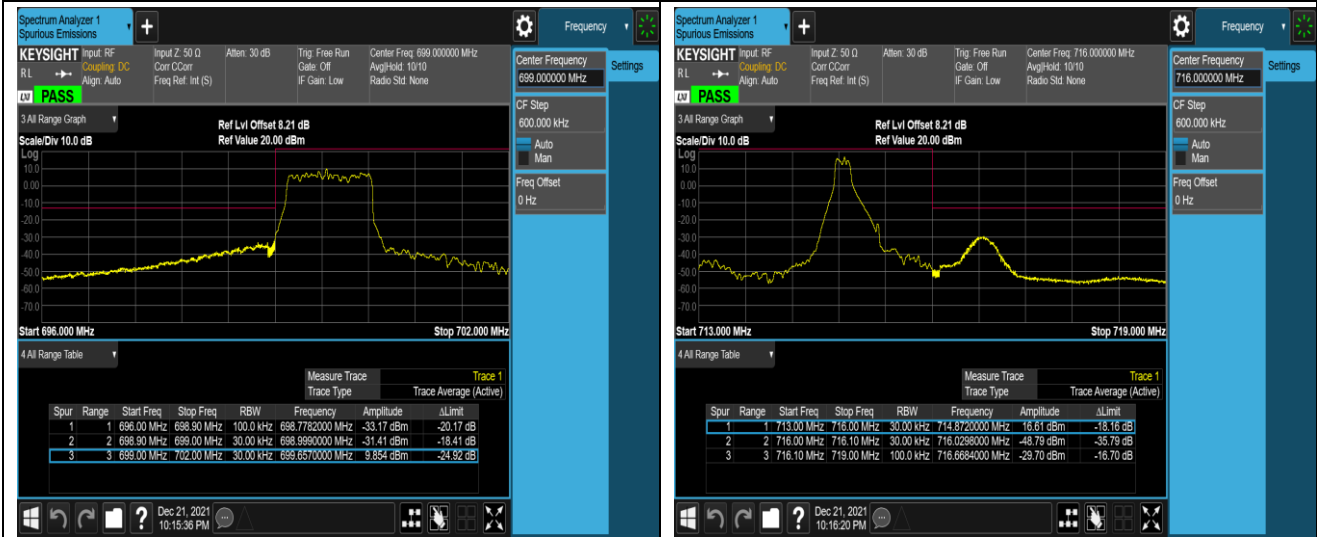 Spectrum Analyzer 1
Spurious Emissions
+
Frequency
KEYSIGHT Input: RF Input Z: 50 Ω Atten: 30 dB Trig: Free Run Center Freq: 699.000000 MHz
Coupling: DC Corr CCorr Gate: Off Avg|Hold: 10/10
RL Align: Auto Freq Ref: Int (S) IF Gain: Low Radio Std: None
LXI PASS
3 All Range Graph
Ref Lvl Offset 8.21 dB
Scale/Div 10.0 dB Ref Value 20.00 dBm
Log
10.0
0.00
-10.0
-20.0
-30.0
-40.0
-50.0
-60.0
-70.0
Start 696.000 MHz Stop 702.000 MHz
4 All Range Table
Measure Trace Trace 1
Trace Type Trace Average (Active)
Spur Range Start Freq Stop Freq RBW Frequency Amplitude ΔLimit
1 1 696.00 MHz 698.90 MHz 100.0 kHz 698.7782000 MHz -33.17 dBm -20.17 dB
2 2 698.90 MHz 699.00 MHz 30.00 kHz 698.9990000 MHz -31.41 dBm -18.41 dB
3 3 699.00 MHz 702.00 MHz 30.00 kHz 699.6570000 MHz 9.854 dBm -24.92 dB
? Dec 21, 2021
10:15:36 PM
Center Frequency
699.000000 MHz
Settings
CF Step
600.000 kHz
Auto
Man
Freq Offset
0 Hz
Spectrum Analyzer 1
Spurious Emissions
+
Frequency
KEYSIGHT Input: RF Input Z: 50 Ω Atten: 30 dB Trig: Free Run Center Freq: 716.000000 MHz
Coupling: DC Corr CCorr Gate: Off Avg|Hold: 10/10
RL Align: Auto Freq Ref: Int (S) IF Gain: Low Radio Std: None
LXI PASS
3 All Range Graph
Ref Lvl Offset 8.21 dB
Scale/Div 10.0 dB Ref Value 20.00 dBm
Log
10.0
0.00
-10.0
-20.0
-30.0
-40.0
-50.0
-60.0
-70.0
Start 713.000 MHz Stop 719.000 MHz
4 All Range Table
Measure Trace Trace 1
Trace Type Trace Average (Active)
Spur Range Start Freq Stop Freq RBW Frequency Amplitude ΔLimit
1 1 713.00 MHz 716.00 MHz 30.00 kHz 714.8720000 MHz 16.61 dBm -18.16 dB
2 2 716.00 MHz 716.10 MHz 30.00 kHz 716.0298000 MHz -48.79 dBm -35.79 dB
3 3 716.10 MHz 719.00 MHz 100.0 kHz 716.6684000 MHz -29.70 dBm -16.70 dB
? Dec 21, 2021
10:16:20 PM
Center Frequency
716.000000 MHz
Settings
CF Step
600.000 kHz
Auto
Man
Freq Offset
0 Hz